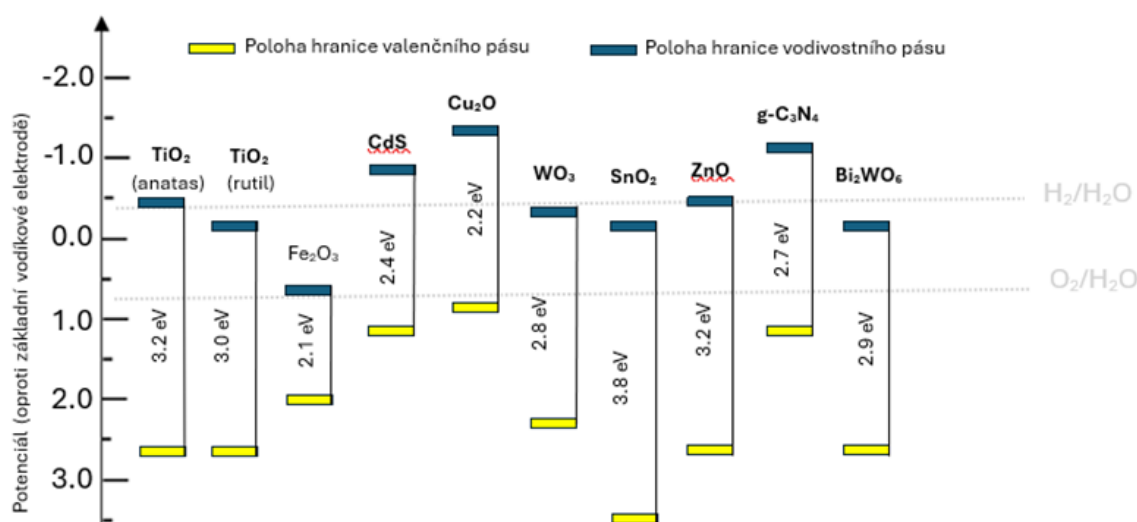 Poloha hranice valenčního pásu
Poloha hranice vodivostního pásu
Potenciál (oproti základní vodíkové elektrodě)
-2.0
-1.0
0.0
1.0
2.0
3.0
TiO₂
(anatas)
3.2 eV
TiO₂
(rutil)
3.0 eV
Fe₂O₃
2.1 eV
CdS
2.4 eV
Cu₂O
2.2 eV
WO₃
2.8 eV
SnO₂
3.8 eV
ZnO
3.2 eV
g-C₃N₄
2.7 eV
Bi₂WO₆
2.9 eV
H₂/H₂O
O₂/H₂O